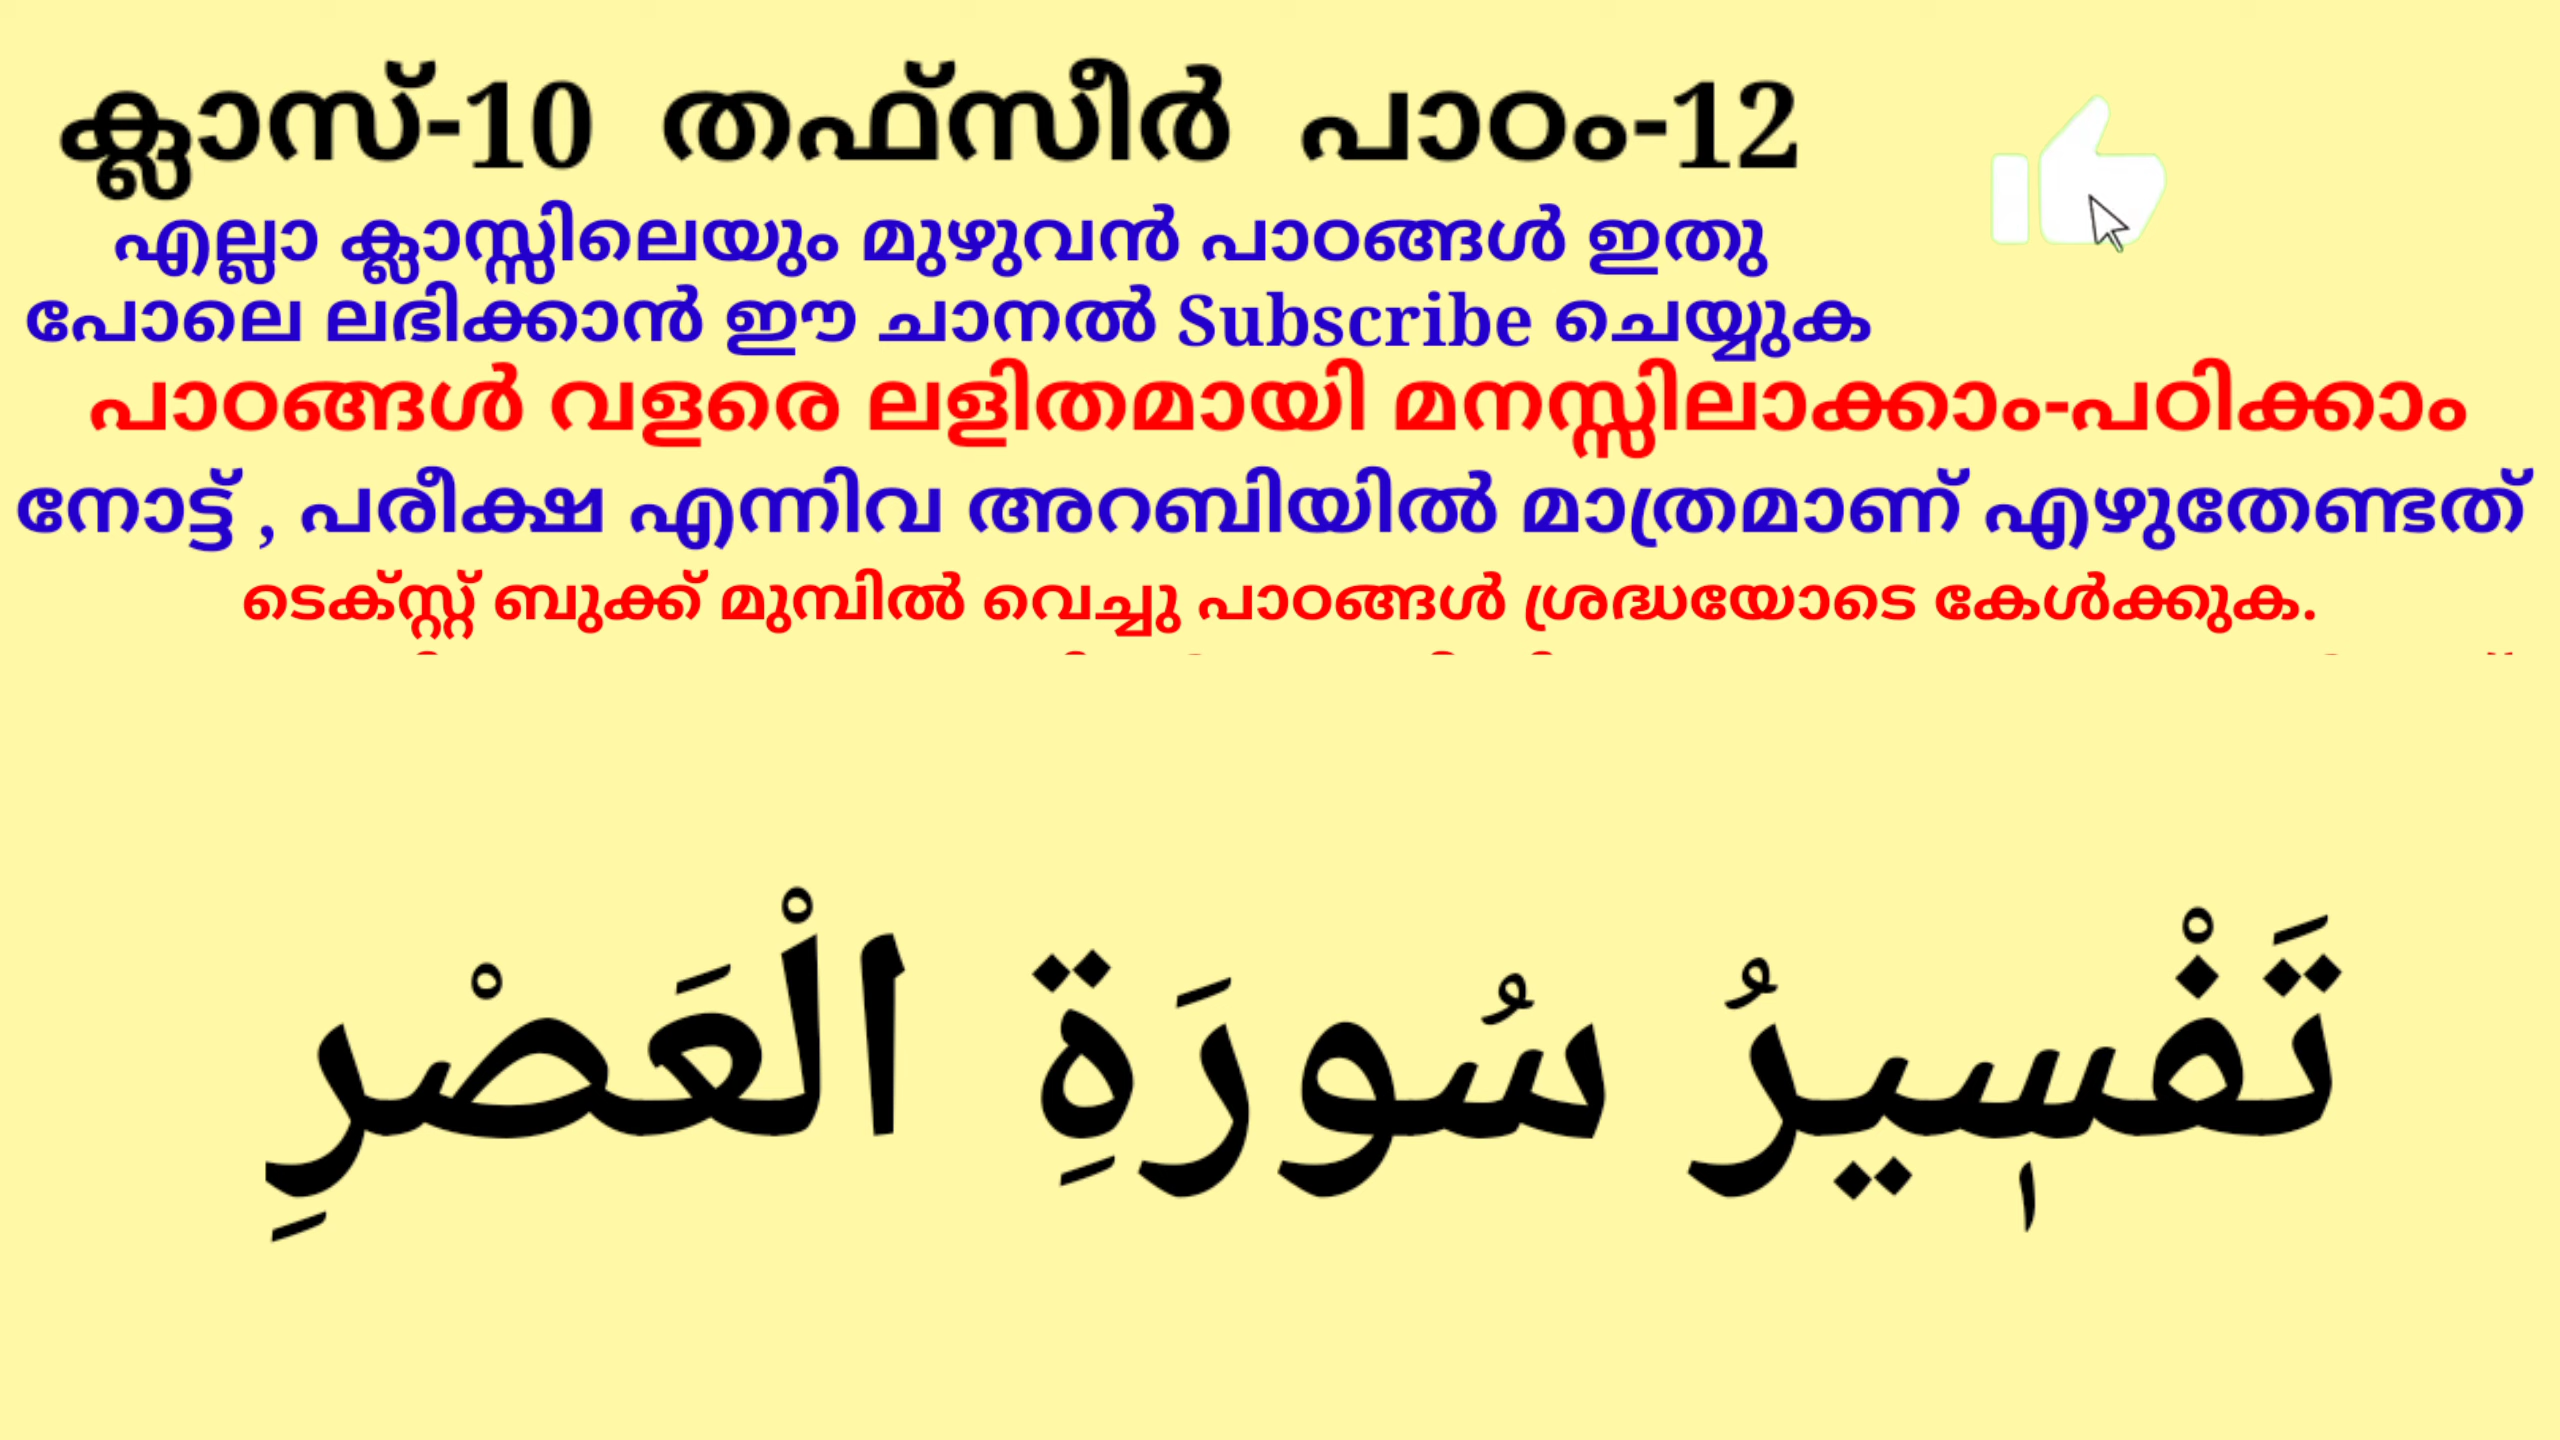 ക്ലാസ്-10 തഫ്സീർ പാഠം-12
എല്ലാ ക്ലാസ്സിലെയും മുഴുവൻ പാഠങ്ങൾ ഇതു
പോലെ ലഭിക്കാൻ ഈ ചാനൽ Subscribe ചെയ്യുക
പാഠങ്ങൾ വളരെ ലളിതമായി മനസ്സിലാക്കാം-പഠിക്കാം
നോട്ട് , പരീക്ഷ എന്നിവ അറബിയിൽ മാത്രമാണ് എഴുതേണ്ടത്
ടെക്സ്റ്റ് ബുക്ക് മുമ്പിൽ വെച്ചു പാഠങ്ങൾ ശ്രദ്ധയോടെ കേൾക്കുക.
تَفْسٖيرُ سُورَةِ الْعَصْرِ